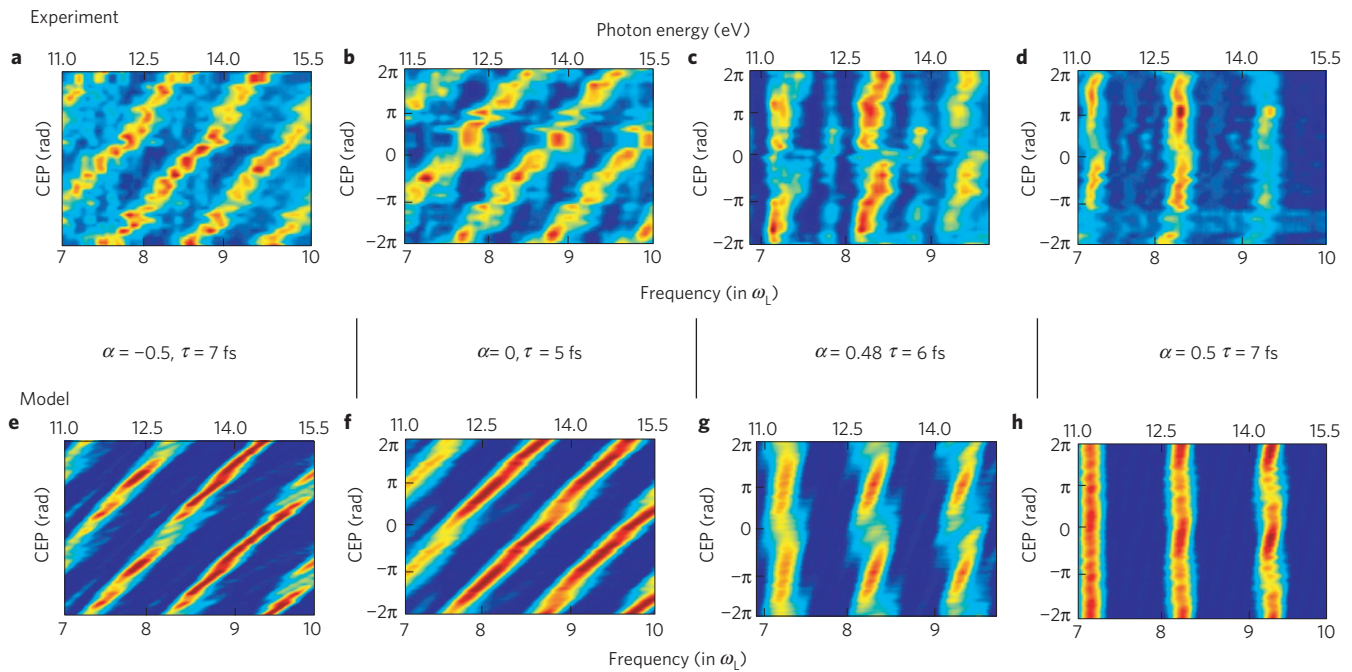 Experiment
Photon energy (eV)
a
11.0 12.5 14.0 15.5
CEP (rad)
2π
π
0
−π
−2π
7 8 9 10
b
11.5 12.5 14.0 15.5
CEP (rad)
2π
π
0
−π
−2π
8 9 10
c
11.0 12.5 14.0
CEP (rad)
2π
π
0
−π
−2π
7 8 9
d
11.0 12.5 14.0 15.5
CEP (rad)
2π
π
0
−π
−2π
7 8 9 10
Frequency (in ωL)
α = −0.5, τ = 7 fs
α= 0, τ = 5 fs
α = 0.48 τ = 6 fs
α = 0.5 τ = 7 fs
Model
e
11.0 12.5 14.0 15.5
CEP (rad)
2π
π
0
−π
−2π
7 9 10
f
11.0 12.5 14.0 15.5
CEP (rad)
2π
π
0
−π
−2π
7 8 9 10
g
11.0 12.5 14.0
CEP (rad)
2π
π
0
−π
−2π
7 8 9
h
11.0 12.5 14.0 15.5
CEP (rad)
2π
π
0
−π
−2π
7 8 9 10
Frequency (in ωL)